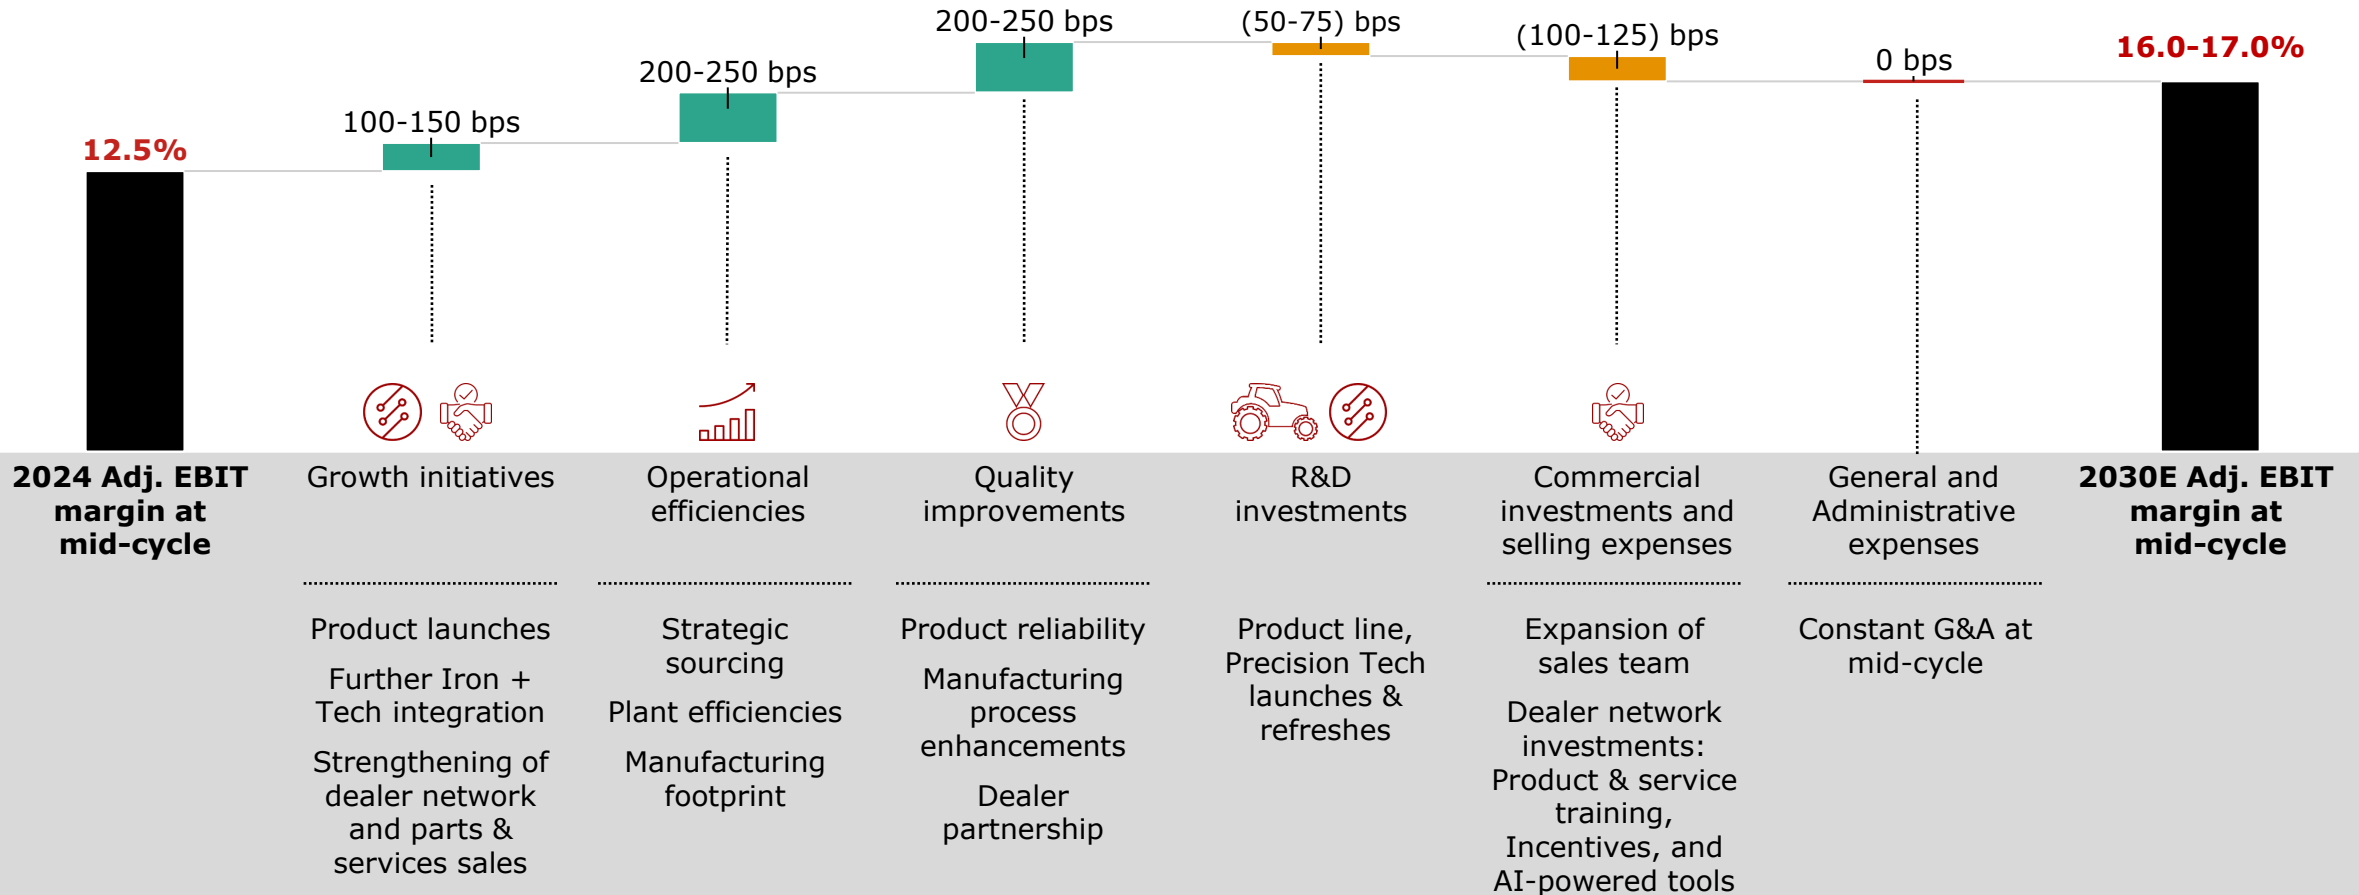 200-250 bps
(50-75) bps
(100-125) bps
16.0-17.0%
0 bps
200-250 bps
100-150 bps
12.5%
2024 Adj. EBIT
margin at
mid-cycle
Growth initiatives
Product launches
Further Iron +
Tech integration
Strengthening of
dealer network
and parts &
services sales
Operational
efficiencies
Strategic
sourcing
Plant efficiencies
Manufacturing
footprint
Quality
improvements
Product reliability
Manufacturing
process
enhancements
Dealer
partnership
R&D
investments
Product line,
Precision Tech
launches &
refreshes
Commercial
investments and
selling expenses
Expansion of
sales team
Dealer network
investments:
Product & service
training,
Incentives, and
AI-powered tools
General and
Administrative
expenses
Constant G&A at
mid-cycle
2030E Adj. EBIT
margin at
mid-cycle